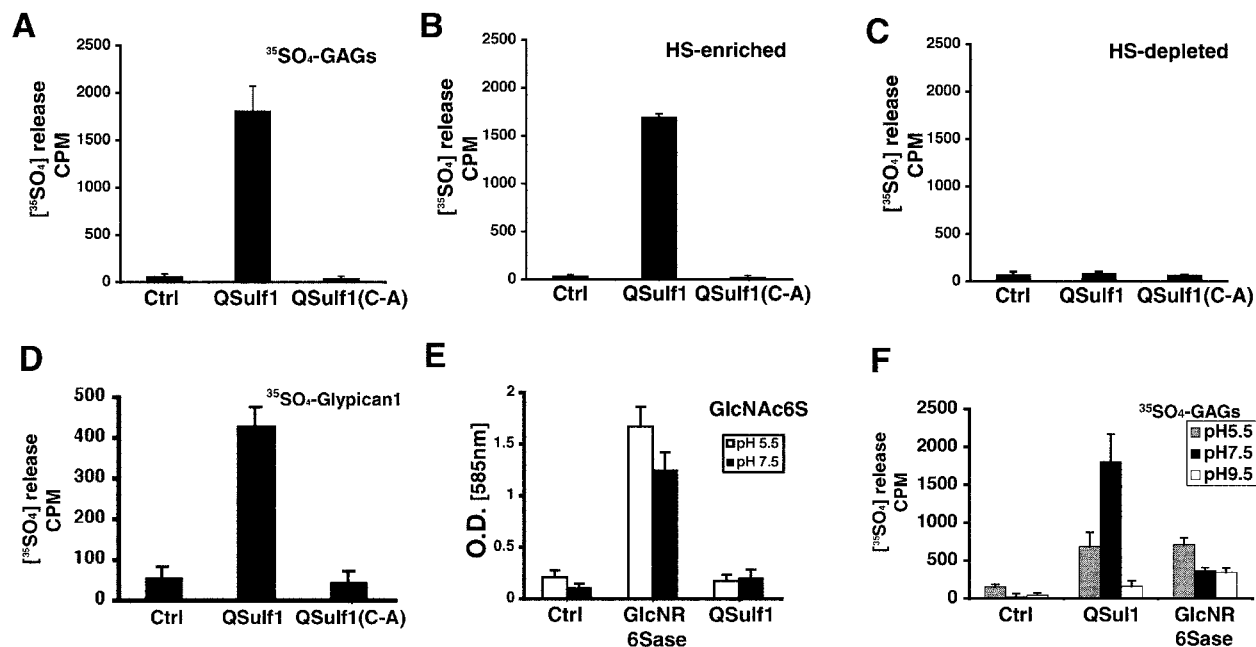 A
³⁵SO₄-GAGs
[³⁵SO₄] release
CPM
2500
2000
1500
1000
500
0
Ctrl QSulf1 QSulf1(C-A)
B
HS-enriched
[³⁵SO₄] release
CPM
2500
2000
1500
1000
500
0
Ctrl QSulf1 QSulf1(C-A)
C
HS-depleted
[³⁵SO₄] release
CPM
2500
2000
1500
1000
500
0
Ctrl QSulf1 QSulf1(C-A)
D
³⁵SO₄-Glypican1
[³⁵SO₄] release
CPM
500
400
300
200
100
0
Ctrl QSulf1 QSulf1(C-A)
E
GlcNAc6S
pH 5.5
pH 7.5
O.D. [585nm]
2
1.5
1
0.5
0
Ctrl GlcNR QSulf1
6Sase
F
³⁵SO₄-GAGs
pH5.5
pH7.5
pH9.5
[³⁵SO₄] release
CPM
2500
2000
1500
1000
500
0
Ctrl QSul1 GlcNR
6Sase